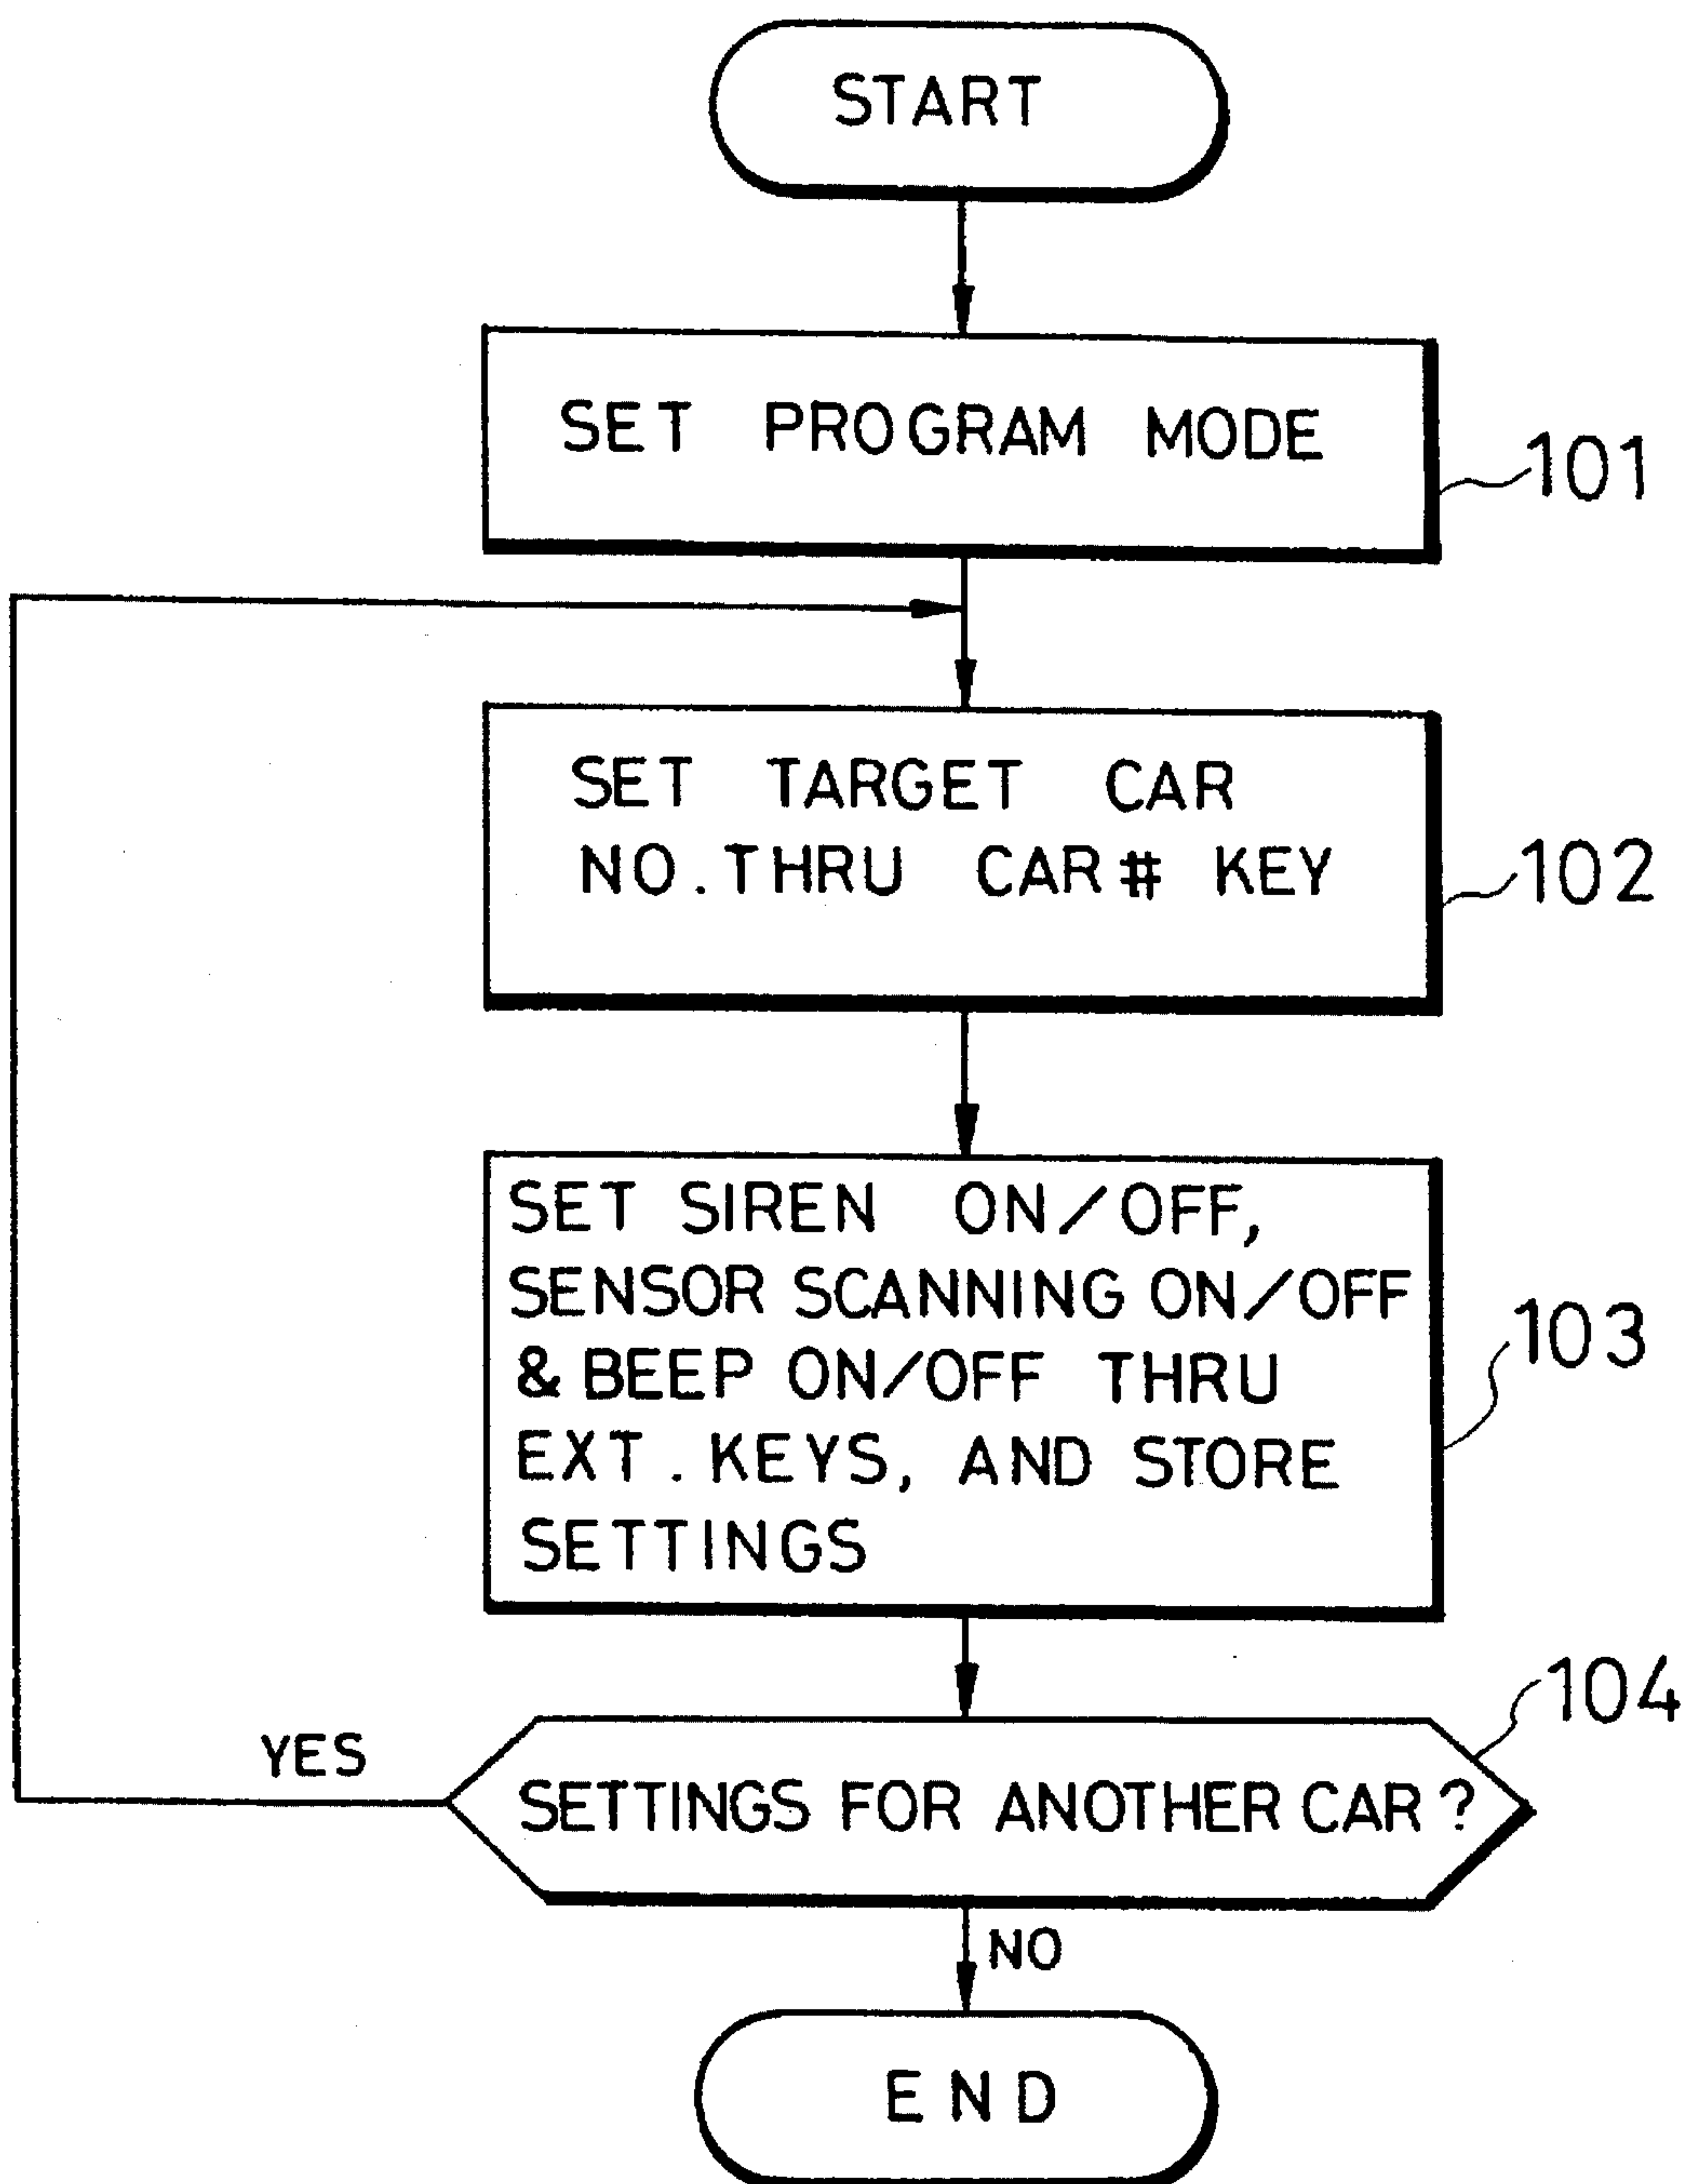 START
SET PROGRAM MODE
101
SET TARGET CAR
NO. THRU CAR # KEY
102
SET SIREN ON/OFF,
SENSOR SCANNING ON/OFF
& BEEP ON/OFF THRU
EXT. KEYS, AND STORE
SETTINGS
103
104
YES
SETTINGS FOR ANOTHER CAR?
NO
END